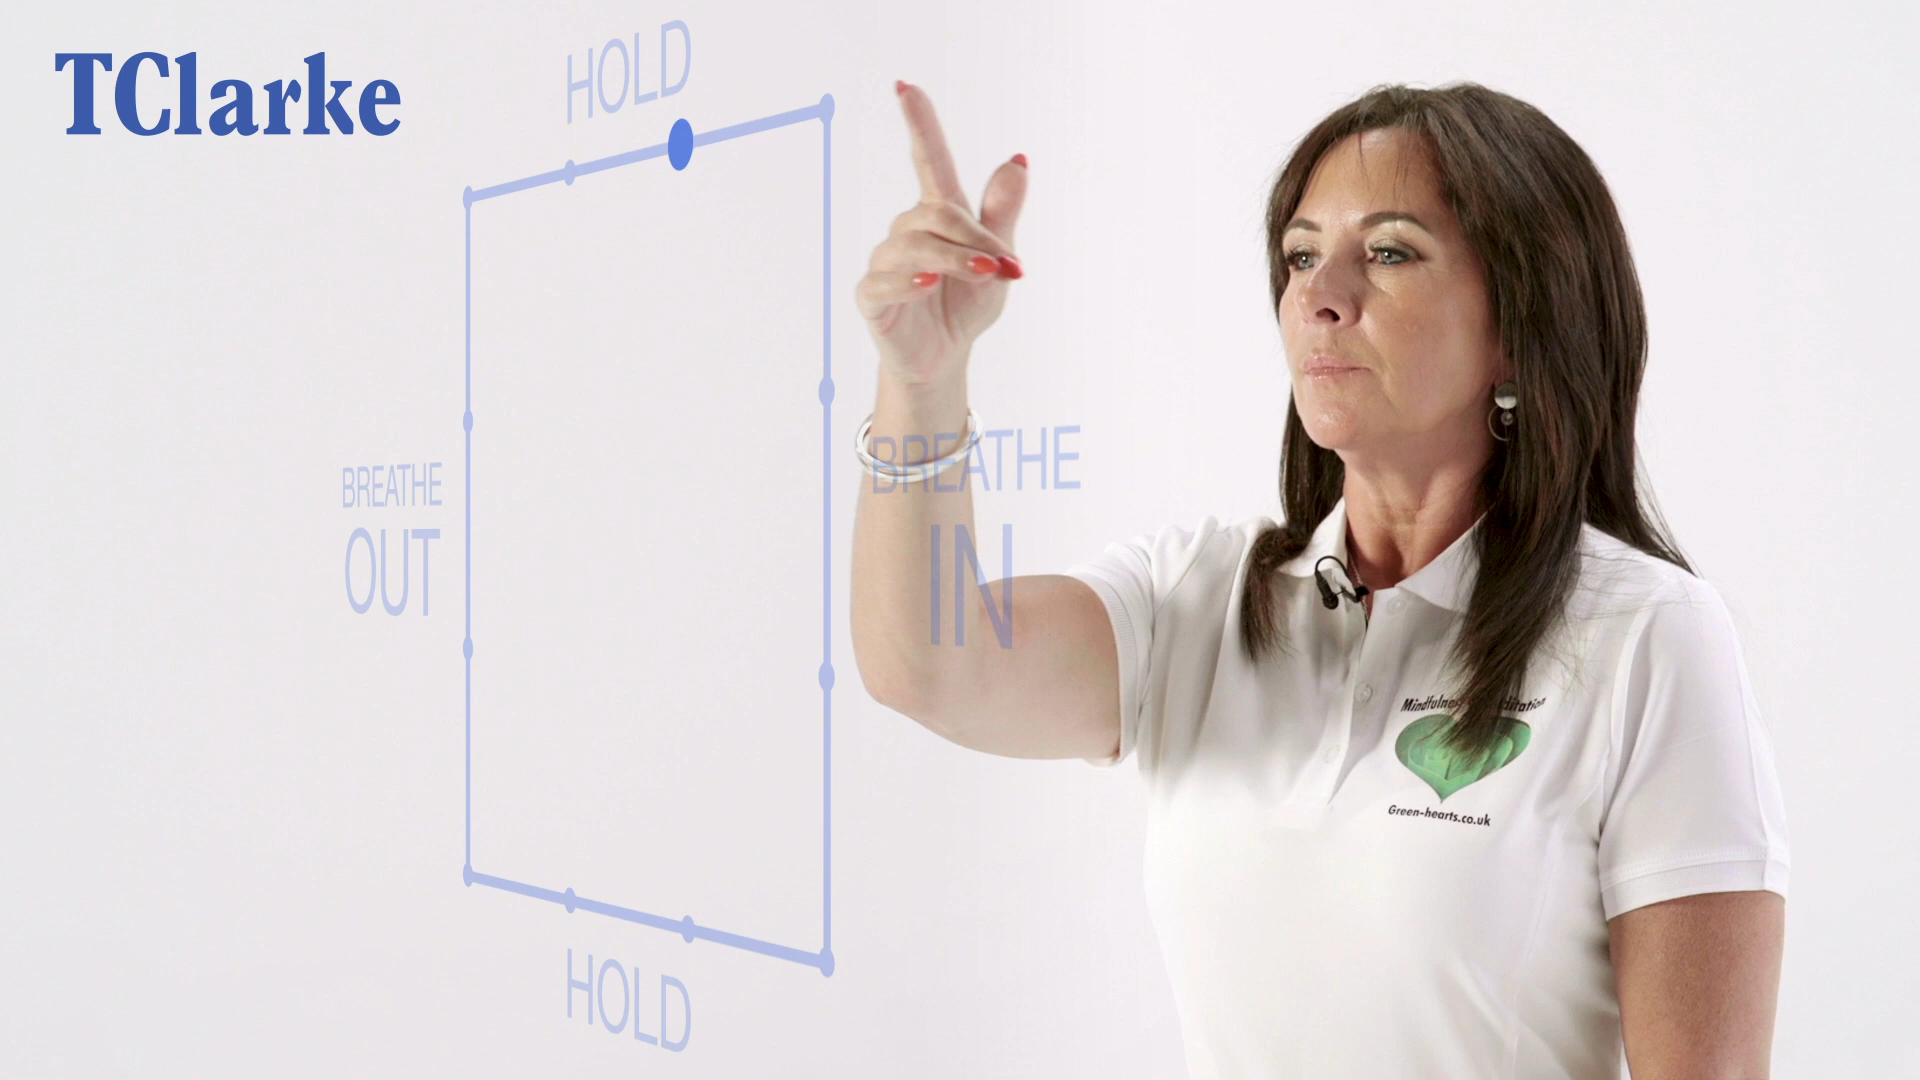 TClarke
HOLD
BREATHE
OUT
BREATHE
IN
HOLD
Green-hearts.co.uk